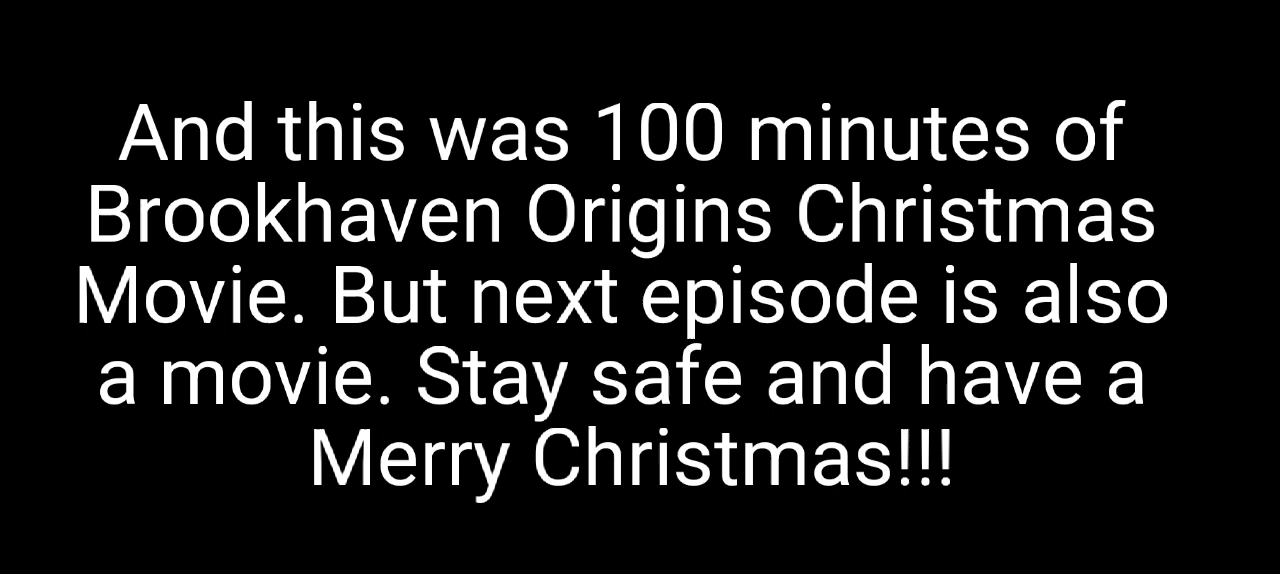 And this was 100 minutes of
Brookhaven Origins Christmas
Movie. But next episode is also
a movie. Stay safe and have a
Merry Christmas!!!